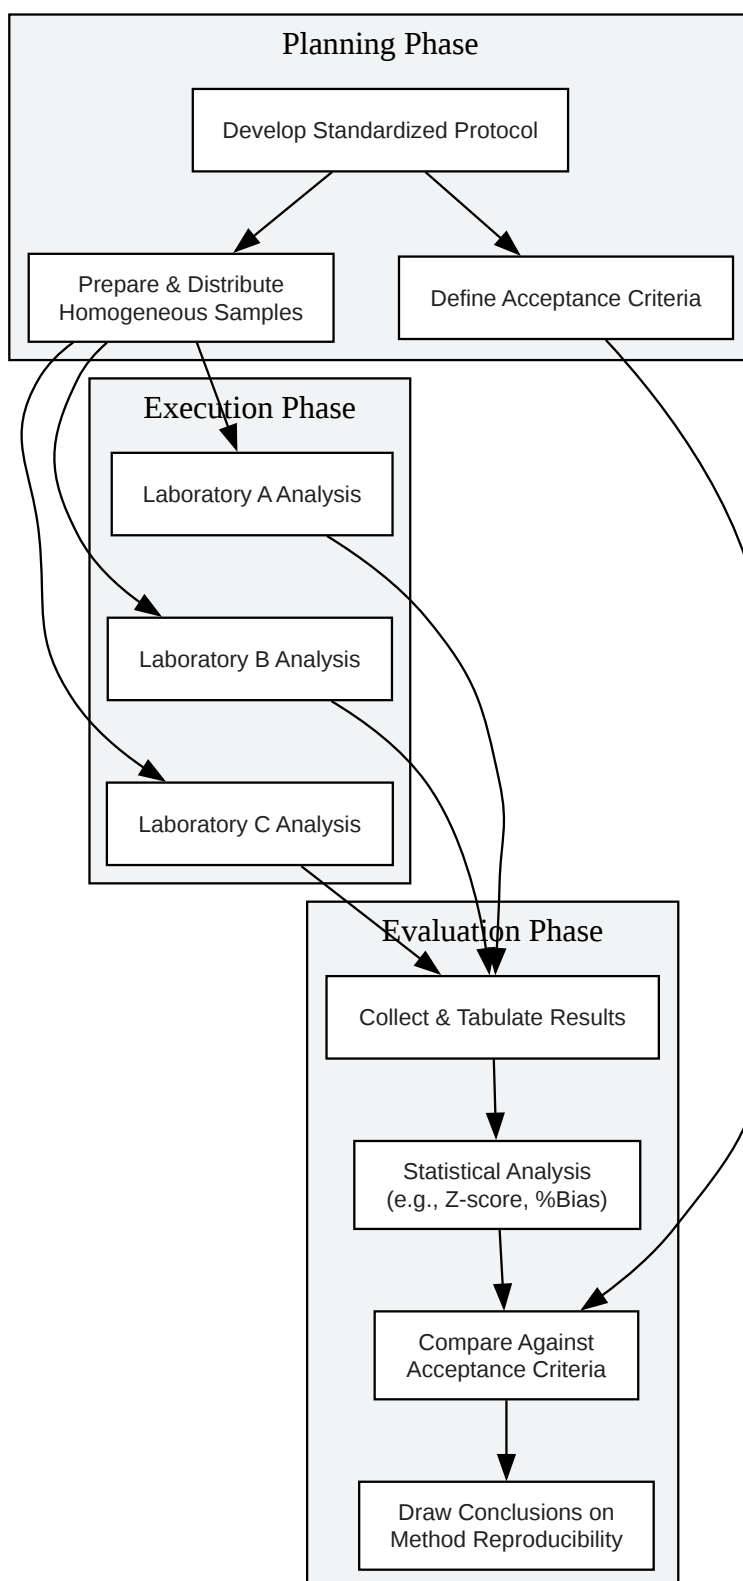 Planning Phase
Develop Standardized Protocol
Prepare & Distribute
Homogeneous Samples
Define Acceptance Criteria
Execution Phase
Laboratory A Analysis
Laboratory B Analysis
Laboratory C Analysis
Evaluation Phase
Collect & Tabulate Results
Statistical Analysis
(e.g., Z-score, %Bias)
Compare Against
Acceptance Criteria
Draw Conclusions on
Method Reproducibility